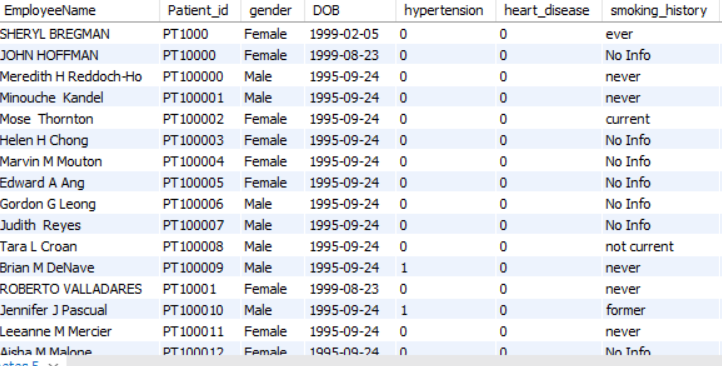 EmployeeName Patient_id gender DOB hypertension heart_disease smoking_history
SHERYL BREGMAN PT1000 Female 1999-02-05 0 0 ever
JOHN HOFFMAN PT10000 Female 1999-08-23 0 0 No Info
Meredith H Reddoch-Ho PT100000 Male 1995-09-24 0 0 never
Minouche Kandel PT100001 Male 1995-09-24 0 0 never
Mose Thornton PT100002 Female 1995-09-24 0 0 current
Helen H Chong PT100003 Female 1995-09-24 0 0 No Info
Marvin M Mouton PT100004 Female 1995-09-24 0 0 No Info
Edward A Ang PT100005 Female 1995-09-24 0 0 No Info
Gordon G Leong PT100006 Male 1995-09-24 0 0 No Info
Judith Reyes PT100007 Male 1995-09-24 0 0 No Info
Tara L Croan PT100008 Male 1995-09-24 0 0 not current
Brian M DeNave PT100009 Male 1995-09-24 1 0 never
ROBERTO VALLADARES PT10001 Female 1999-08-23 0 0 never
Jennifer J Pascual PT100010 Male 1995-09-24 1 0 former
Leeanne M Mercier PT100011 Female 1995-09-24 0 0 never
Aisha M Malone PT100012 Female 1995-09-24 0 0 No Info